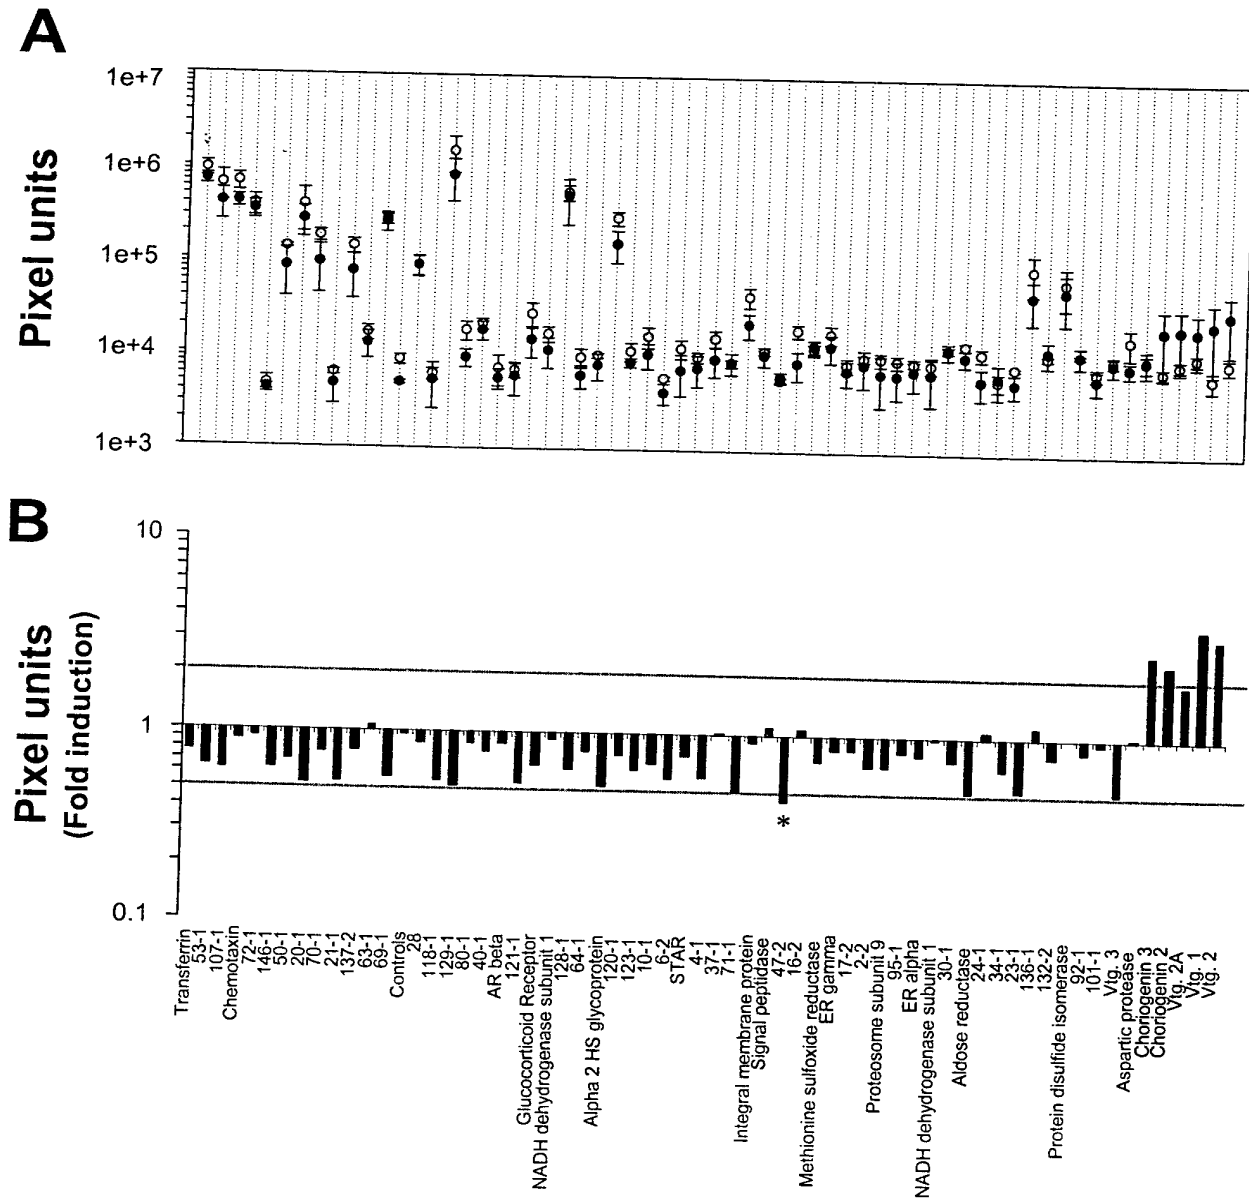 A
Pixel units
1e+7
1e+6
1e+5
1e+4
1e+3
B
Pixel units
(Fold induction)
10
1
0.1
*
Transferrin
53-1
107-1
Chemotaxin
72-1
146-1
50-1
20-1
70-1
21-1
137-2
63-1
69-1
Controls
28
118-1
129-1
80-1
40-1
AR beta
121-1
Glucocorticoid Receptor
NADH dehydrogenase subunit 1
128-1
64-1
Alpha 2 HS glycoprotein
120-1
123-1
10-1
6-2
STAR
4-1
37-1
71-1
Integral membrane protein
Signal peptidase
47-2
16-2
Methionine sulfoxide reductase
ER gamma
17-2
2-2
Proteosome subunit 9
95-1
ER alpha
NADH dehydrogenase subunit 1
30-1
Aldose reductase
24-1
34-1
23-1
136-1
132-2
Protein disulfide isomerase
92-1
101-1
Vtg. 3
Aspartic protease
Choriogenin 3
Choriogenin 2
Vtg. 2A
Vtg. 1
Vtg. 2